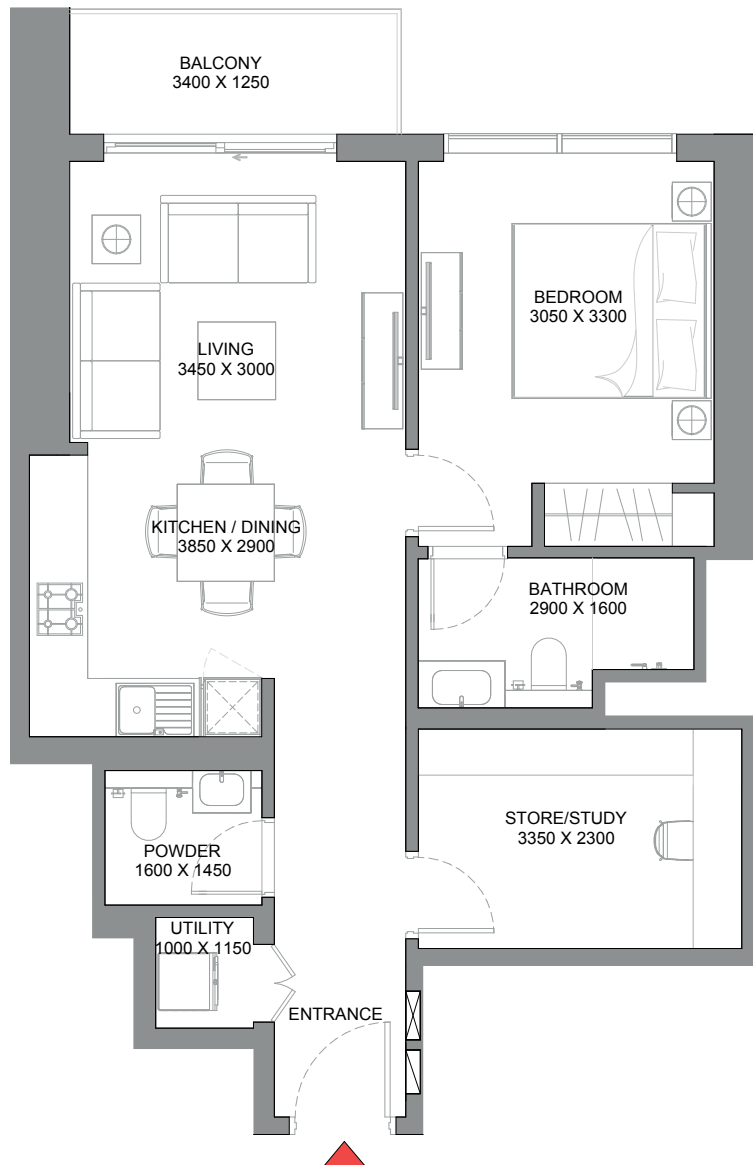 BALCONY
3400 X 1250
BEDROOM
3050 X 3300
LIVING
3450 X 3000
KITCHEN / DINING
3850 X 2900
BATHROOM
2900 X 1600
STORE/STUDY
3350 X 2300
POWDER
1600 X 1450
UTILITY
1000 X 1150
ENTRANCE